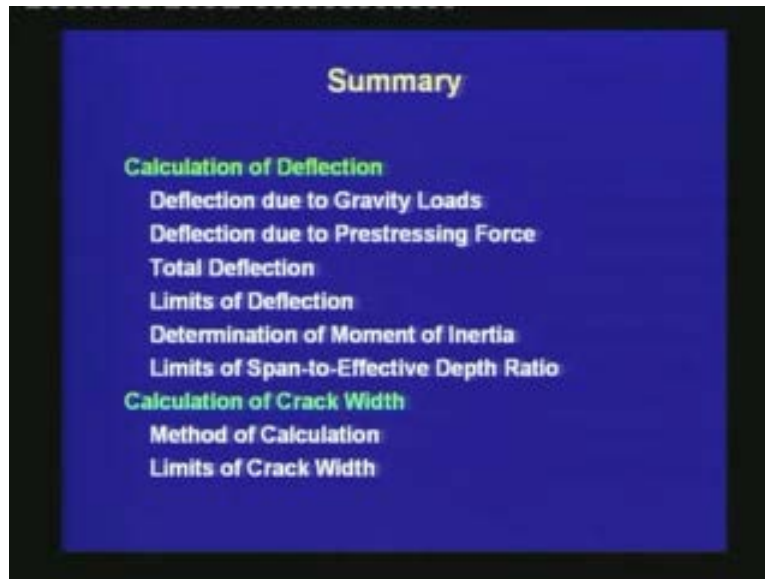 Summary
Calculation of Deflection
Deflection due to Gravity Loads
Deflection due to Prestressing Force
Total Deflection
Limits of Deflection
Determination of Moment of Inertia
Limits of Span-to-Effective Depth Ratio
Calculation of Crack Width
Method of Calculation
Limits of Crack Width